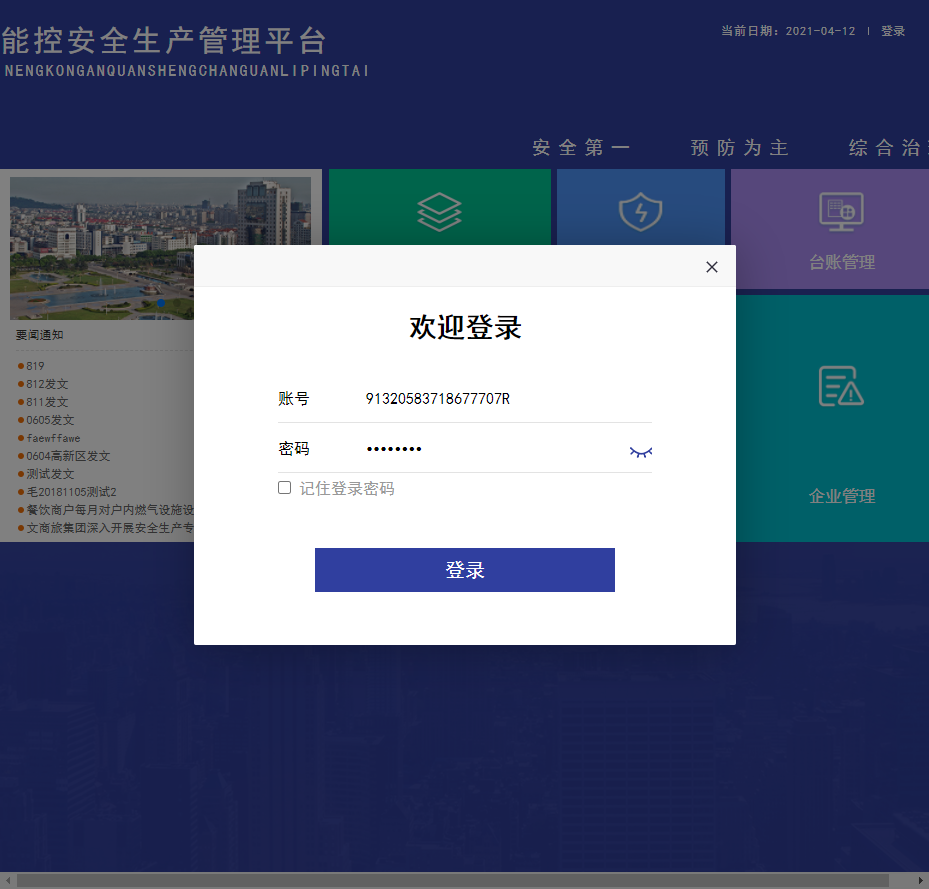 能控安全生产管理平台
当前日期：2021-04-12 | 登录
NENGKONGANQUANSHENGCHANGUANLIPINGTAI
安全第一 预防为主 综合治
台账管理
要闻通知
819
812发文
811发文
0605发文
faewffawe
0604高新区发文
测试发文
毛20181105测试2
餐饮商户每月对户内燃气设施设
文商旅集团深入开展安全生产专
企业管理
欢迎登录
账号 91320583718677707R
密码 ••••••••
记住登录密码
登录